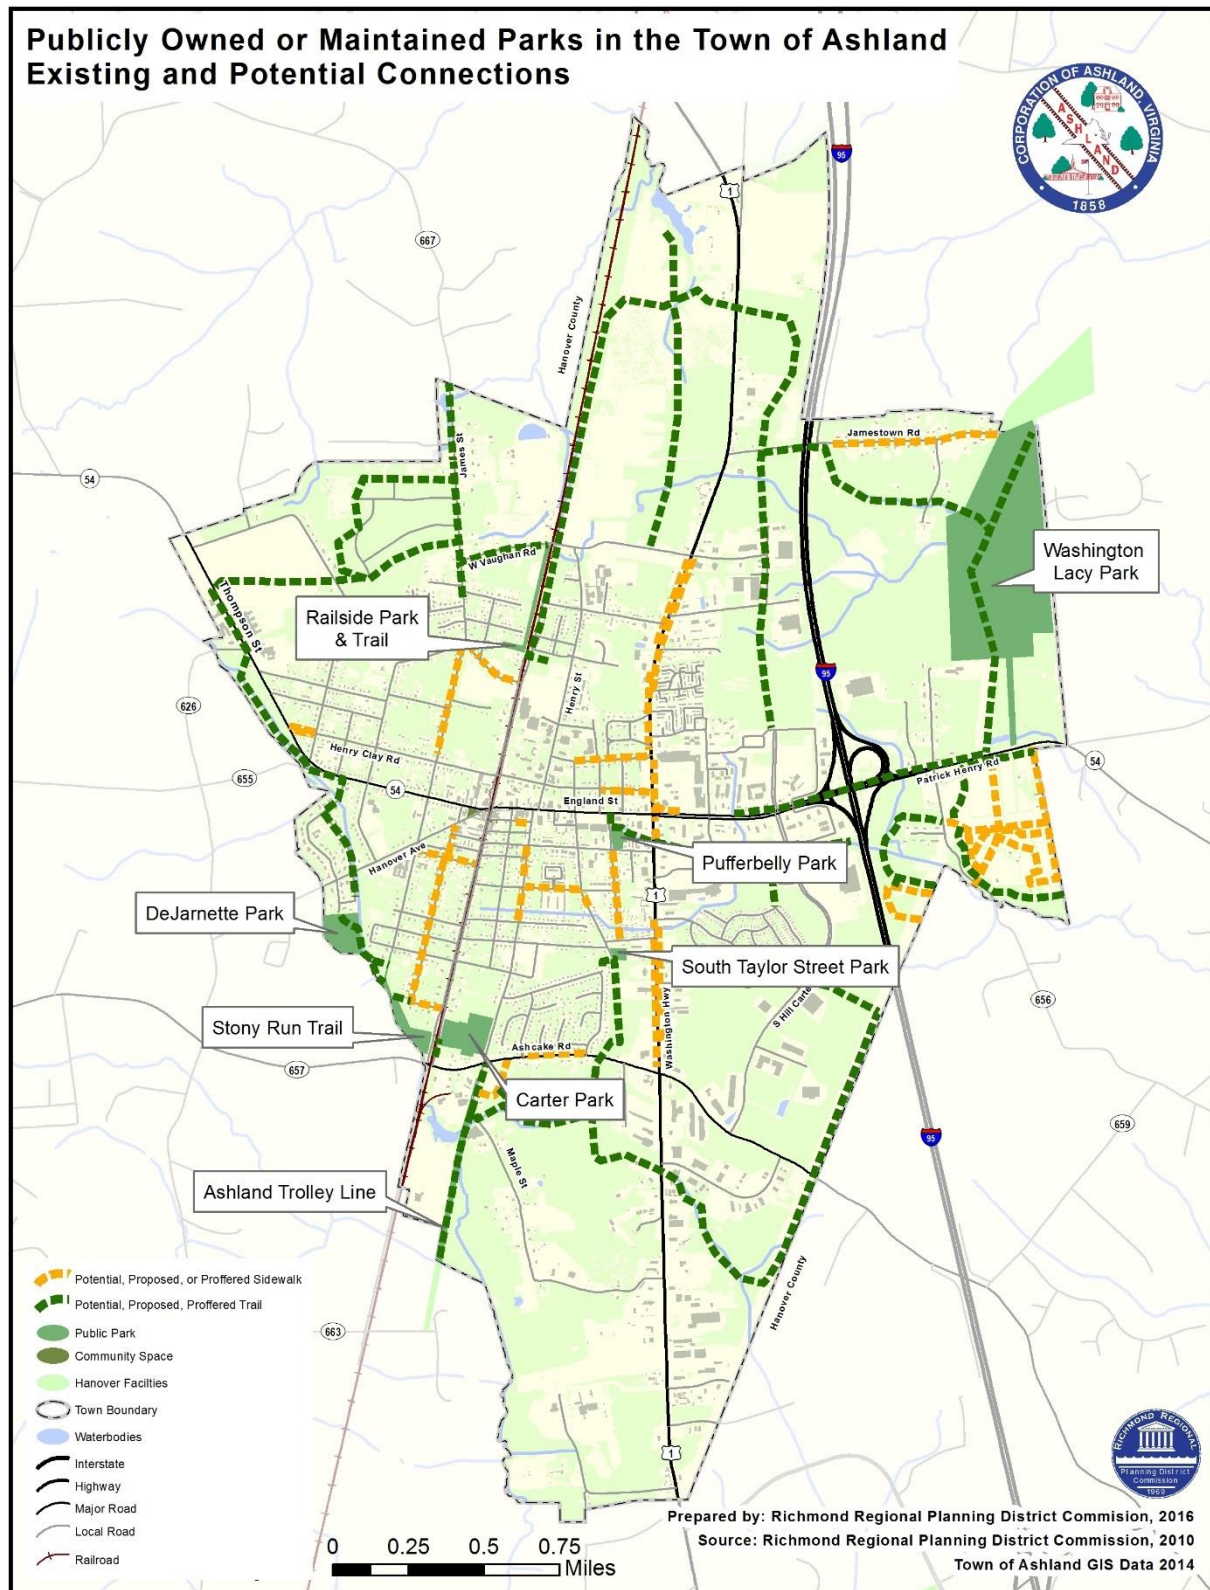 Publicly Owned or Maintained Parks in the Town of Ashland
Existing and Potential Connections
CORPORATION OF ASHLAND, VIRGINIA
ASHLAND
1858
95
1
667
Hanover County
Jamestown Rd
James St
54
W Vaughan Rd
Washington
Lacy Park
Thompson St
Railside Park
& Trail
95
626
Henry St
Henry Clay Rd
655
54
Patrick Henry Rd
54
England St
Hanover Ave
Pufferbelly Park
1
DeJarnette Park
South Taylor Street Park
S Hill Carte
656
Stony Run Trail
Washington Hwy
Ashcake Rd
657
Carter Park
659
95
Maple St
Ashland Trolley Line
Hanover County
Potential, Proposed, or Proffered Sidewalk
Potential, Proposed, Proffered Trail
Public Park
663
Community Space
Hanover Facilties
Town Boundary
Waterbodies
1
Interstate
Highway
Major Road
Local Road
Railroad
RICHMOND REGIONAL
Planning District
Commission
1969
Prepared by: Richmond Regional Planning District Commision, 2016
Source: Richmond Regional Planning District Commission, 2010
Town of Ashland GIS Data 2014
0 0.25 0.5 0.75
Miles